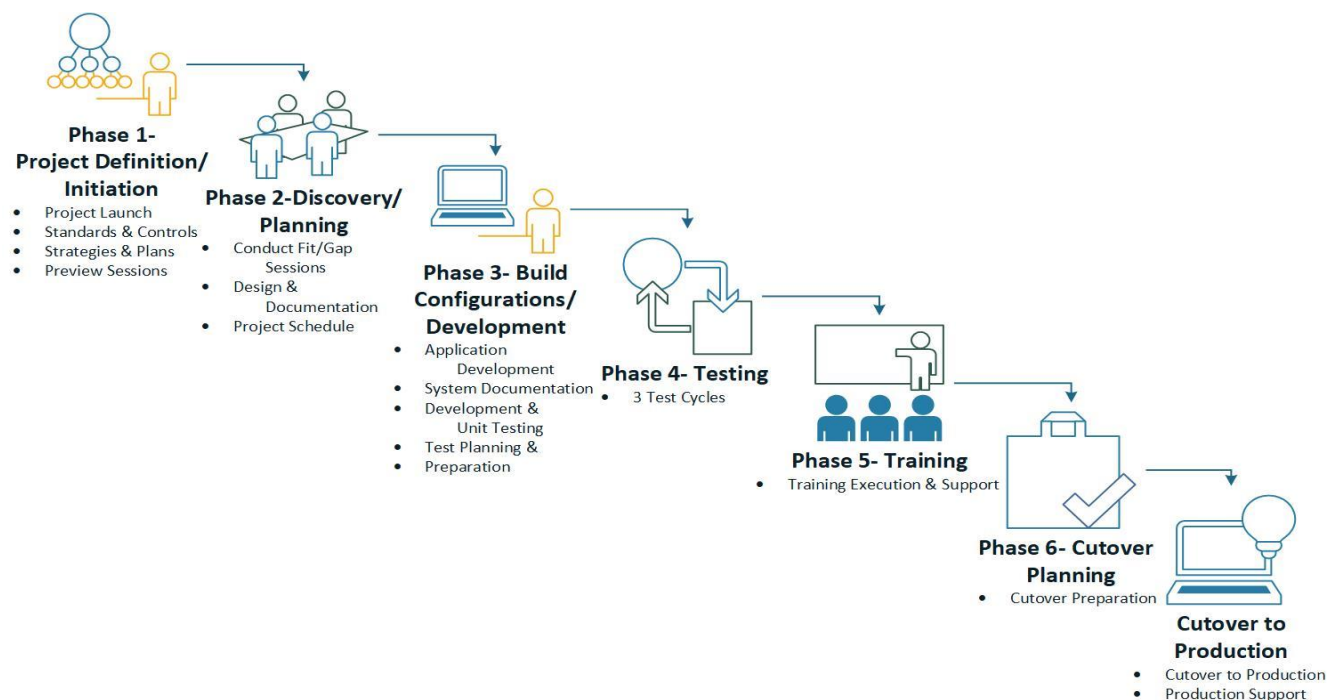 Phase 1-
Project Definition/
Initiation
• Project Launch
• Standards & Controls
• Strategies & Plans
• Preview Sessions
Phase 2-Discovery/
Planning
• Conduct Fit/Gap
Sessions
• Design &
Documentation
• Project Schedule
Phase 3- Build
Configurations/
Development
• Application
Development
• System Documentation
• Development &
Unit Testing
• Test Planning &
• Preparation
Phase 4- Testing
• 3 Test Cycles
Phase 5- Training
• Training Execution & Support
Phase 6- Cutover
Planning
• Cutover Preparation
Cutover to
Production
• Cutover to Production
• Production Support